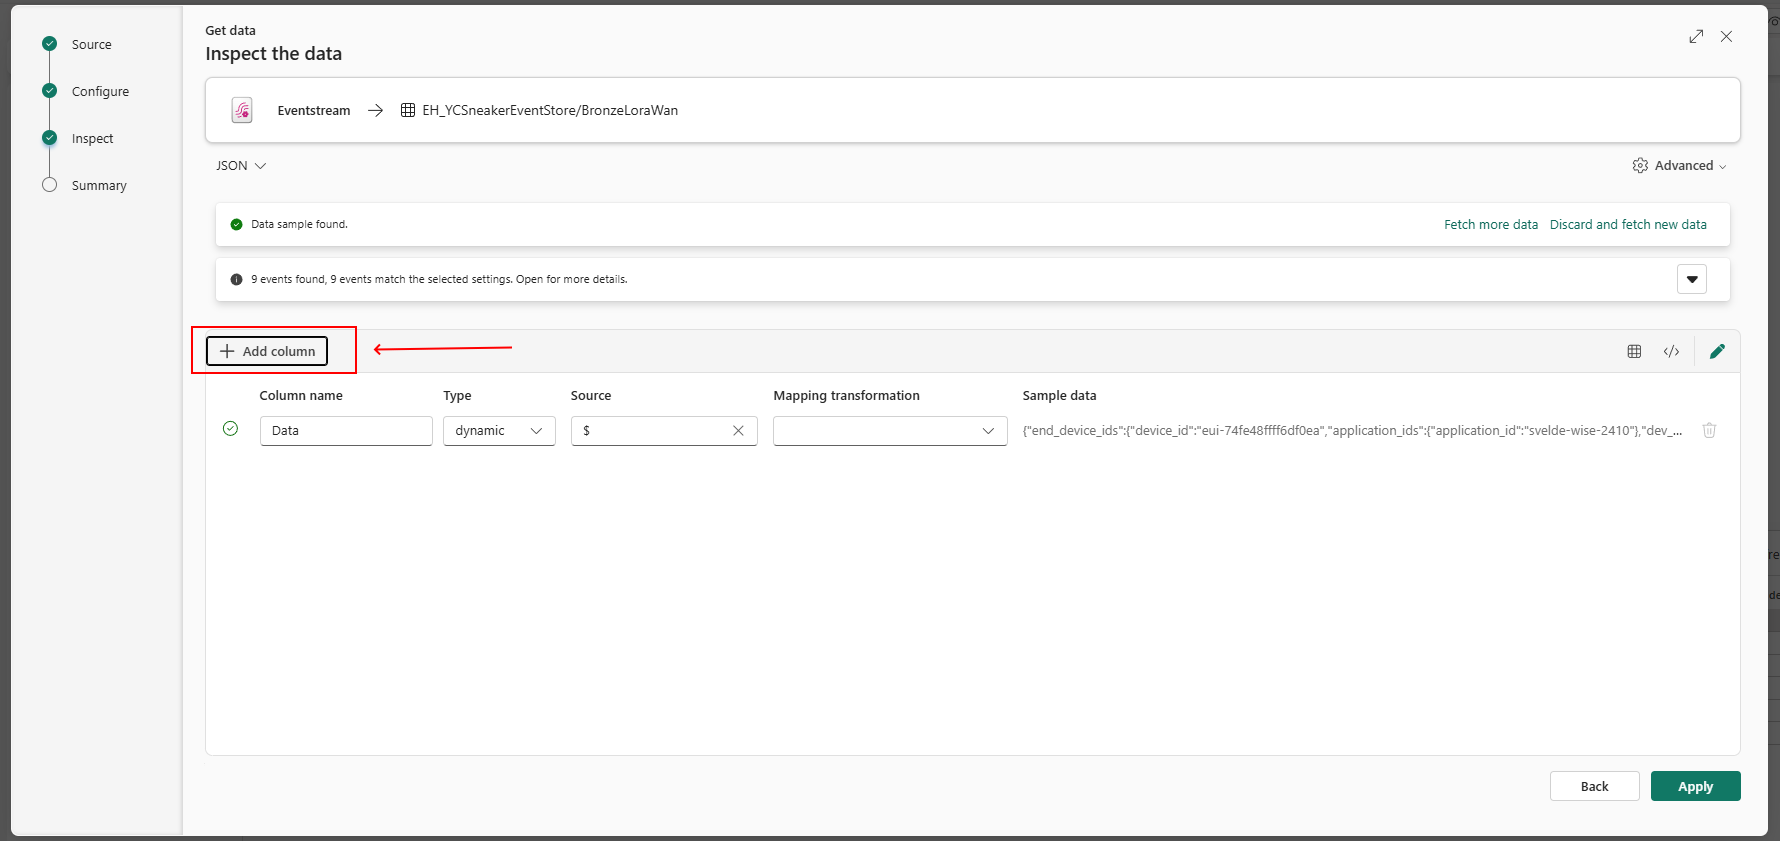 Source
Configure
Inspect
Summary
Get data
Inspect the data
Eventstream
EH_YCSneakerEventStore/BronzeLoraWan
JSON
Advanced
Data sample found.
Fetch more data Discard and fetch new data
9 events found, 9 events match the selected settings. Open for more details.
Add column
Column name Type Source Mapping transformation Sample data
Data dynamic $ {"end_device_ids":{"device_id":"eui-74fe48ffff6df0ea","application_ids":{"application_id":"svelde-wise-2410"},"dev_...
re
de
Back Apply